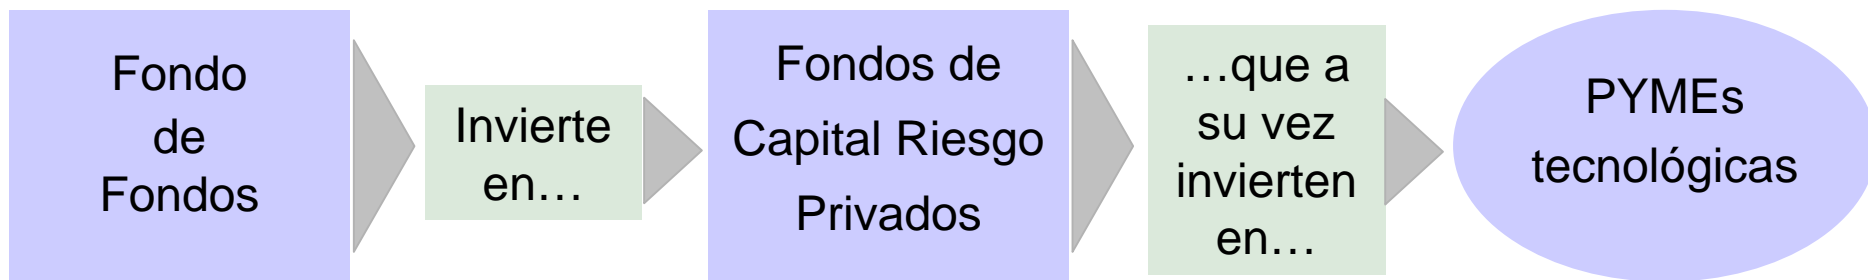 Fondo
de
Fondos
Invierte
en…
Fondos de
Capital Riesgo
Privados
…que a
su vez
invierten
en…
PYMEs
tecnológicas